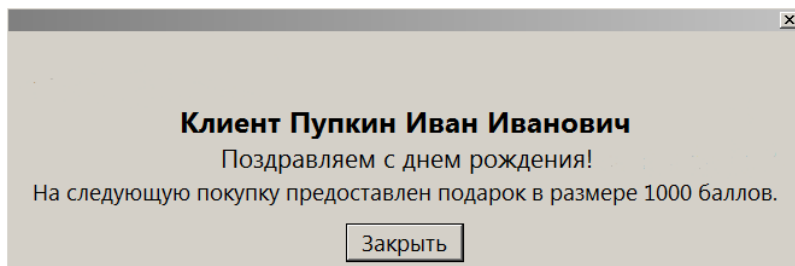 Клиент Пупкин Иван Иванович
Поздравляем с днем рождения!
На следующую покупку предоставлен подарок в размере 1000 баллов.
Закрыть